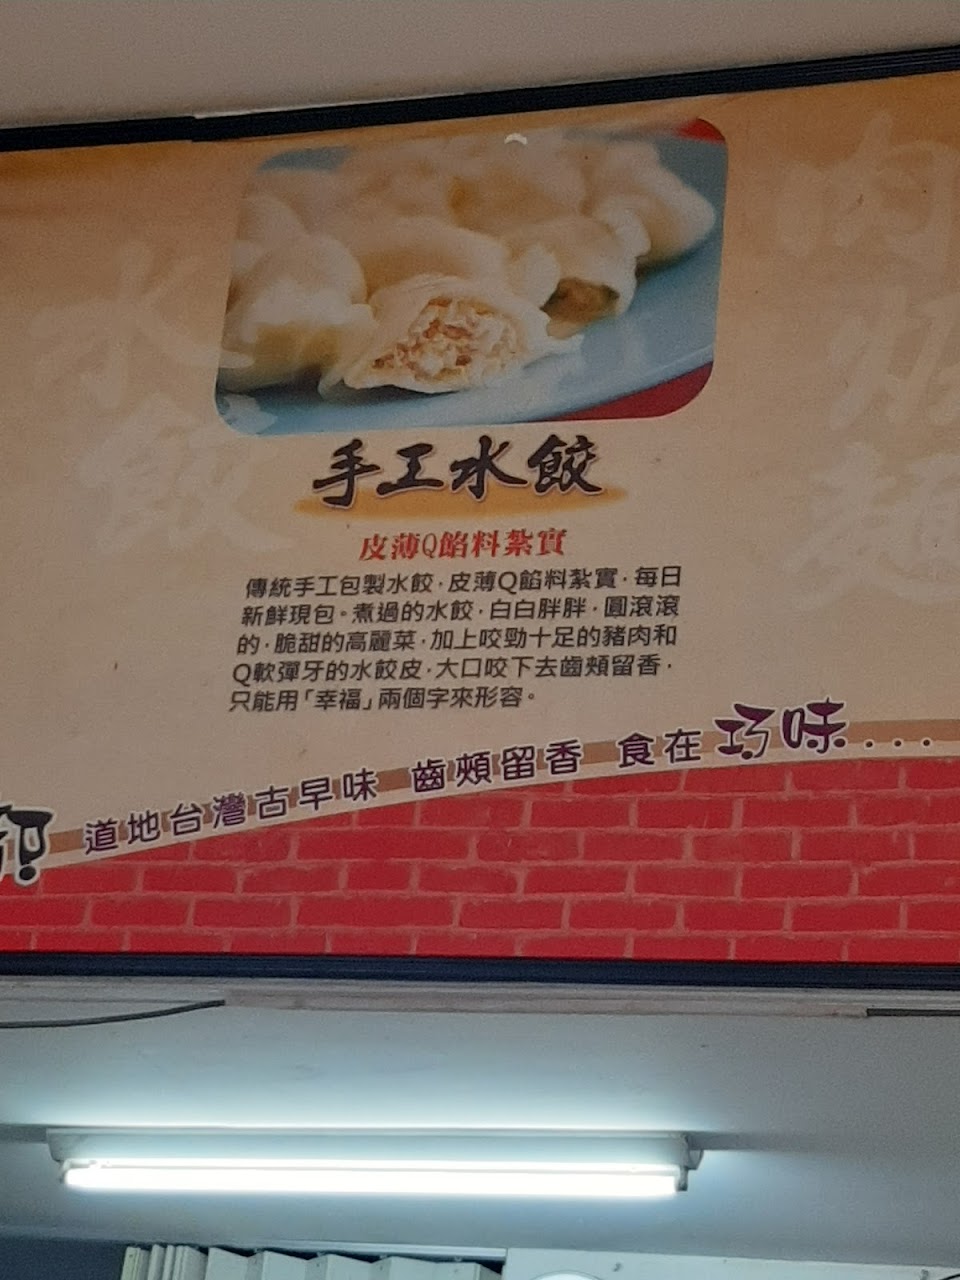 手工水餃
皮薄Q餡料紮實
傳統手工包製水餃·皮薄Q餡料紮實·每日
新鮮現包。煮過的水餃·白白胖胖·圓滾滾
的·脆甜的高麗菜·加上咬勁十足的豬肉和
Q軟彈牙的水餃皮·大口咬下去齒頰留香·
只能用「幸福」兩個字來形容。
道地台灣古早味 齒頰留香 食在巧味...
水餃
肉
麵